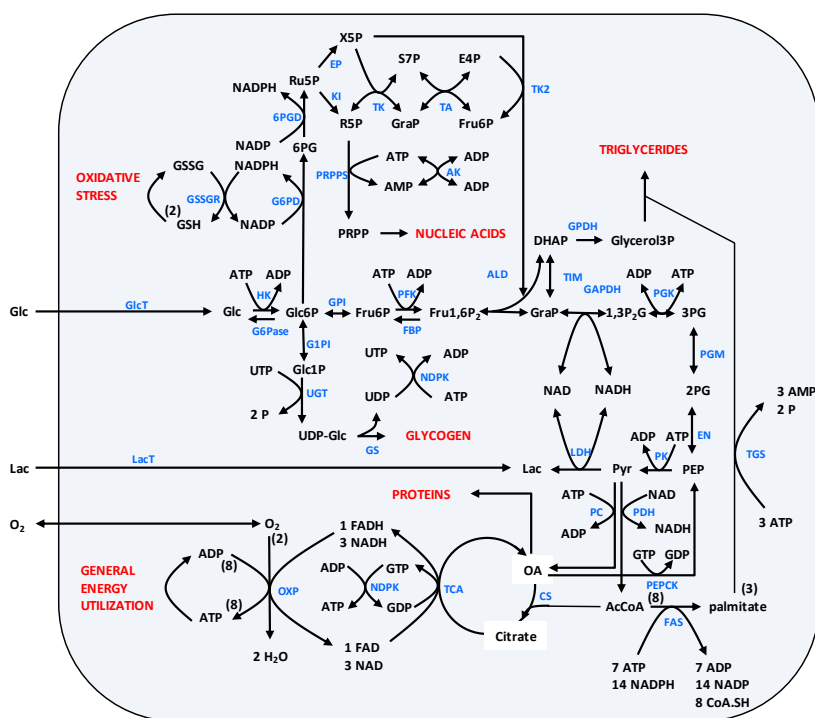 X5P
S7P
E4P
EP
Ru5P
NADPH
KI
TK
TA
TK2
6PGD
R5P
GraP
Fru6P
NADP
6PG
TRIGLYCERIDES
GSSG
NADPH
ATP
ADP
PRPPS
AK
OXIDATIVE
STRESS
GSSGR
G6PD
AMP
ADP
(2)
GSH
NADP
GPDH
PRPP
NUCLEIC ACIDS
DHAP
Glycerol3P
ALD
TIM
ATP
ADP
ATP
ADP
GAPDH
ADP
ATP
HK
PFK
PGK
Glc
GlcT
Glc
Glc6P
GPI
Fru6P
Fru1,6P₂
GraP
1,3P₂G
3PG
G6Pase
FBP
G1PI
UTP
Glc1P
UTP
ADP
PGM
UGT
NDPK
NAD
NADH
2PG
3 AMP
2 P
2 P
UDP
ATP
UDP-Glc
GLYCOGEN
ADP
ATP
EN
GS
LDH
PK
TGS
Lac
LacT
Lac
Pyr
PEP
PROTEINS
ATP
NAD
PC
PDH
3 ATP
O₂
O₂
(2)
1 FADH
3 NADH
ADP
NADH
GENERAL
ENERGY
UTILIZATION
ADP
(8)
ADP
GTP
OA
GTP
GDP
OXP
NDPK
TCA
PEPCK
(8)
ATP
ATP
GDP
CS
AcCoA
(8)
(3)
palmitate
FAS
Citrate
2 H₂O
1 FAD
3 NAD
7 ATP
14 NADPH
7 ADP
14 NADP
8 CoA.SH